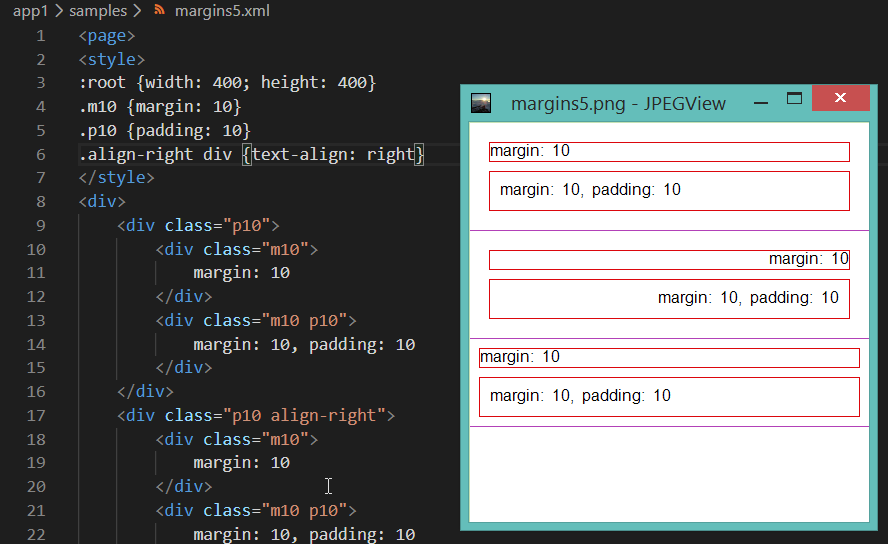 app1 > samples > margins5.xml
1 <page>
2 <style>
3 :root {width: 400; height: 400}
4 .m10 {margin: 10}
5 .p10 {padding: 10}
6 .align-right div {text-align: right}
7 </style>
8 <div>
9 <div class="p10">
10 <div class="m10">
11 margin: 10
12 </div>
13 <div class="m10 p10">
14 margin: 10, padding: 10
15 </div>
16 </div>
17 <div class="p10 align-right">
18 <div class="m10">
19 margin: 10
20 </div>
21 <div class="m10 p10">
22 margin: 10, padding: 10
margins5.png - JPEGView
margin: 10
margin: 10, padding: 10
margin: 10
margin: 10, padding: 10
margin: 10
margin: 10, padding: 10